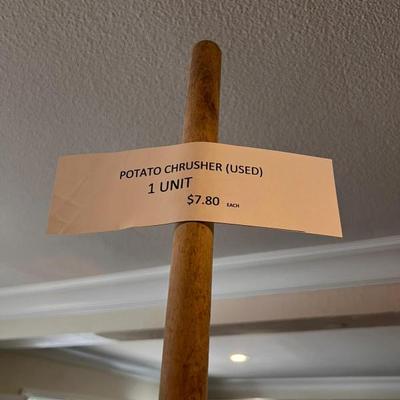 POTATO CHRUSHER (USED)
1 UNIT
$7.80 EACH